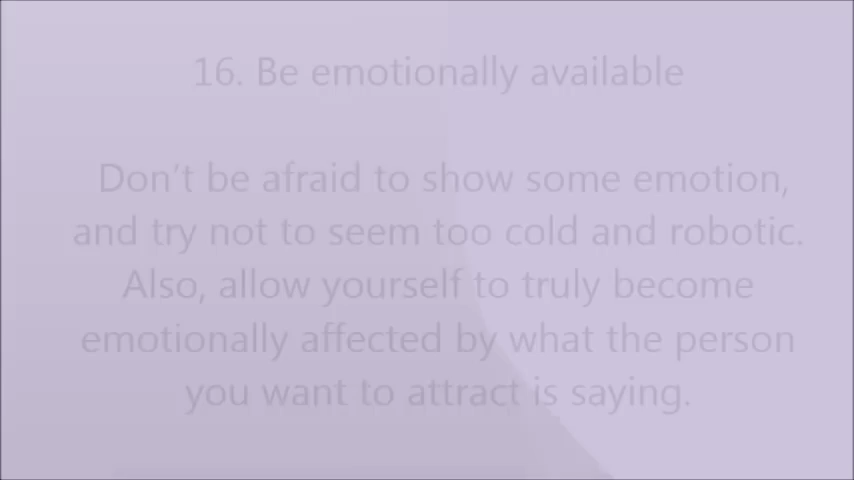 16. Be emotionally available
Don’t be afraid to show some emotion,
and try not to seem too cold and robotic.
Also, allow yourself to truly become
emotionally affected by what the person
you want to attract is saying.